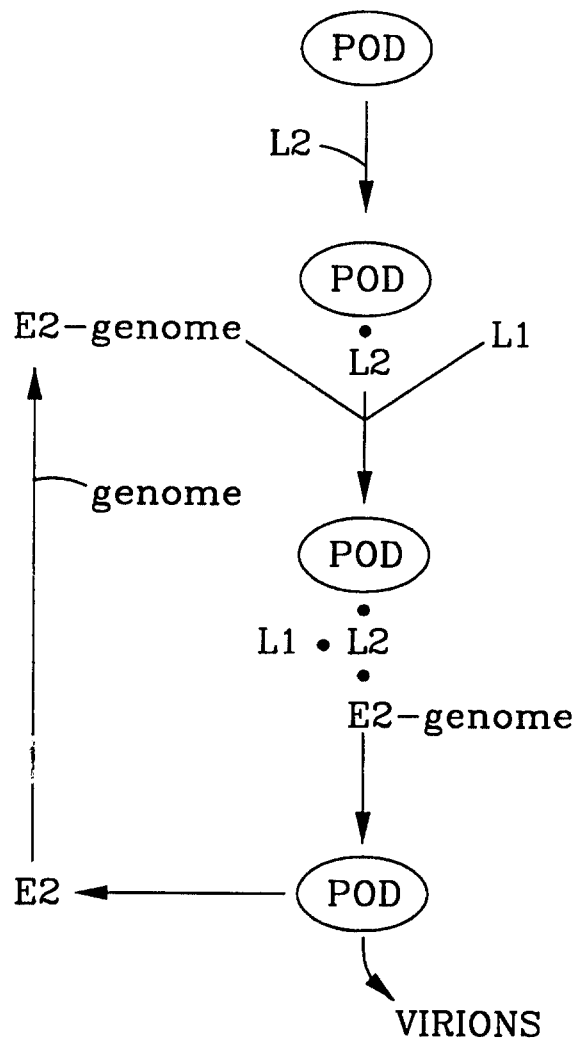 POD
L2
POD
E2-genome
L1
• L2
genome
POD
•
L1 • L2
•
E2-genome
E2
POD
VIRIONS